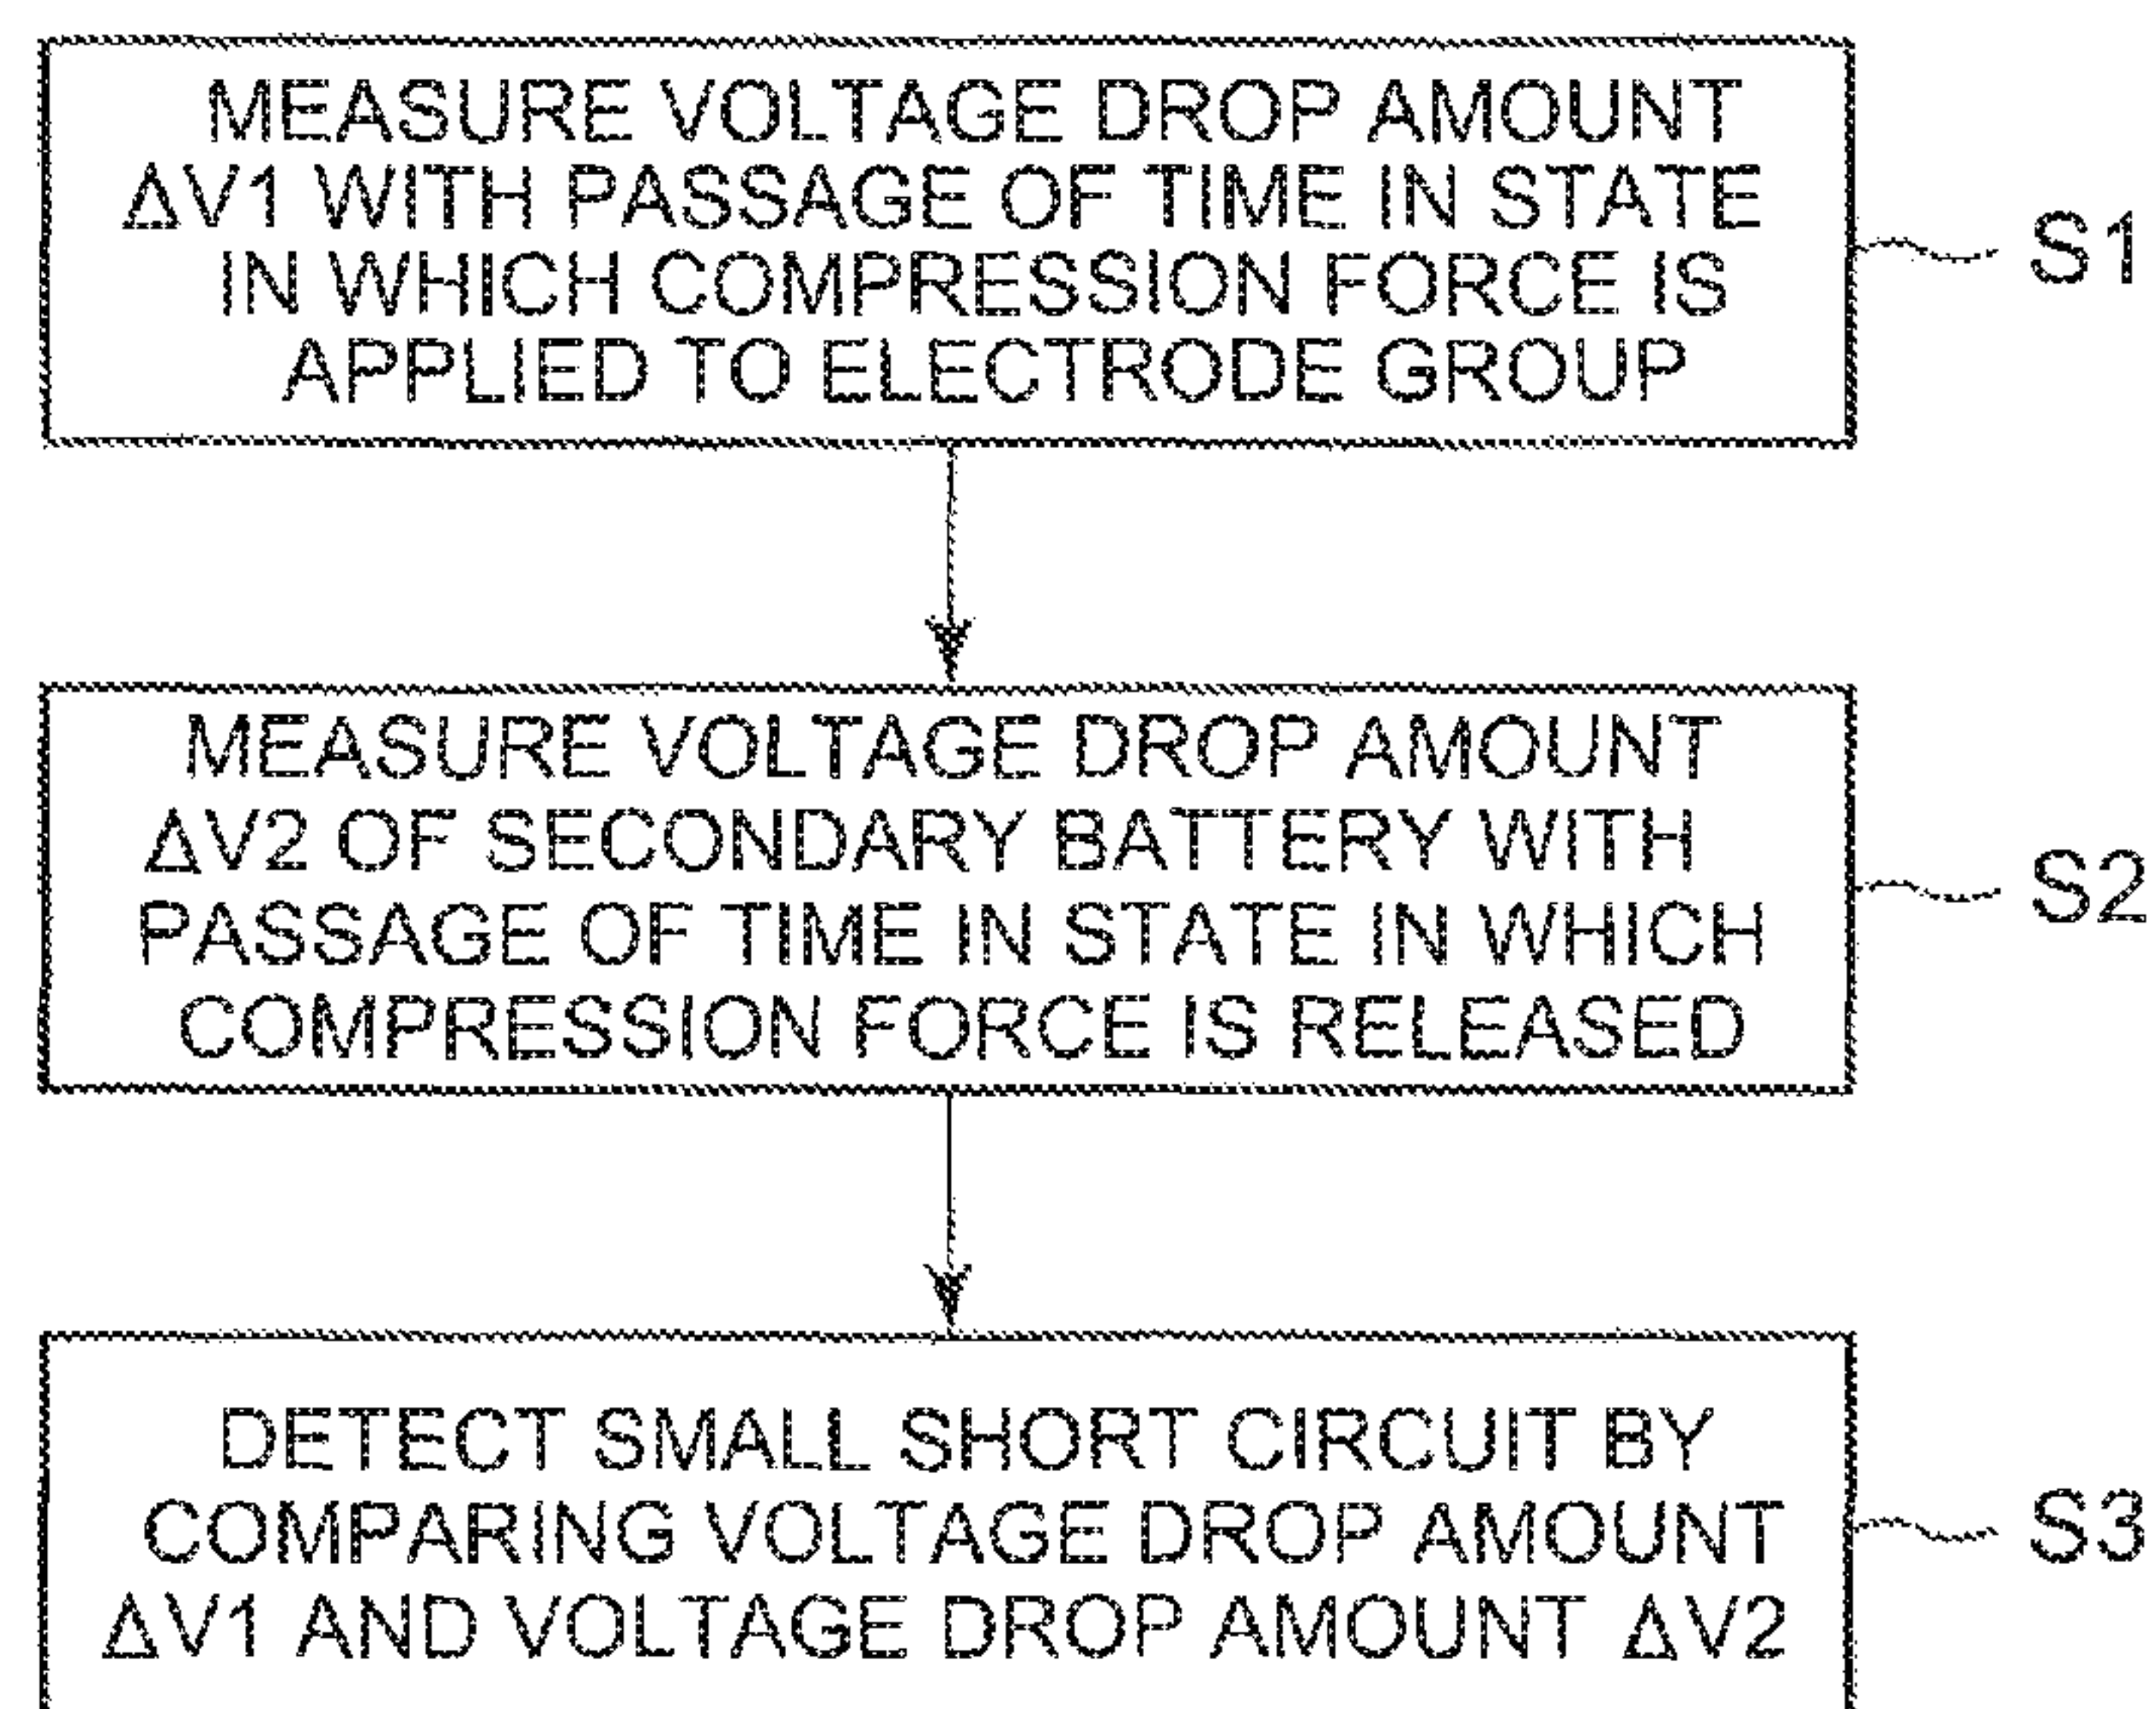 MEASURE VOLTAGE DROP AMOUNT
ΔV1 WITH PASSAGE OF TIME IN STATE
IN WHICH COMPRESSION FORCE IS
APPLIED TO ELECTRODE GROUP
S1
MEASURE VOLTAGE DROP AMOUNT
ΔV2 OF SECONDARY BATTERY WITH
PASSAGE OF TIME IN STATE IN WHICH
COMPRESSION FORCE IS RELEASED
S2
DETECT SMALL SHORT CIRCUIT BY
COMPARING VOLTAGE DROP AMOUNT
ΔV1 AND VOLTAGE DROP AMOUNT ΔV2
S3